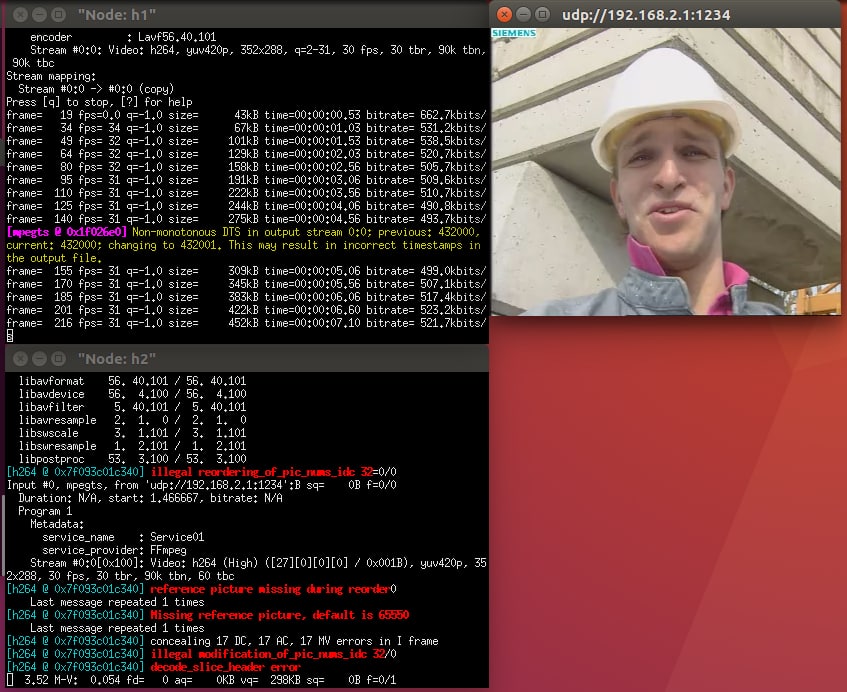 "Node: h1"
encoder         : Lavf56.40.101
Stream #0:0: Video: h264, yuv420p, 352x288, q=2-31, 30 fps, 30 tbr, 90k tbn,
90k tbc
Stream mapping:
Stream #0:0 -> #0:0 (copy)
Press [q] to stop, [?] for help
frame=   19 fps=0.0 q=-1.0 size=      43kB time=00:00:00.53 bitrate= 662.7kbits/
frame=   34 fps= 34 q=-1.0 size=      67kB time=00:00:01.03 bitrate= 531.2kbits/
frame=   49 fps= 32 q=-1.0 size=     101kB time=00:00:01.53 bitrate= 538.5kbits/
frame=   64 fps= 32 q=-1.0 size=     129kB time=00:00:02.03 bitrate= 520.7kbits/
frame=   80 fps= 32 q=-1.0 size=     158kB time=00:00:02.56 bitrate= 505.7kbits/
frame=   95 fps= 31 q=-1.0 size=     191kB time=00:00:03.06 bitrate= 509.6kbits/
frame=  110 fps= 31 q=-1.0 size=     222kB time=00:00:03.56 bitrate= 510.7kbits/
frame=  125 fps= 31 q=-1.0 size=     244kB time=00:00:04.06 bitrate= 490.8kbits/
frame=  140 fps= 31 q=-1.0 size=     275kB time=00:00:04.56 bitrate= 493.7kbits/
[mpegts @ 0x1f026e0] Non-monotonous DTS in output stream 0:0; previous: 432000,
current: 432000; changing to 432001. This may result in incorrect timestamps in
the output file.
frame=  155 fps= 31 q=-1.0 size=     309kB time=00:00:05.06 bitrate= 499.0kbits/
frame=  170 fps= 31 q=-1.0 size=     345kB time=00:00:05.56 bitrate= 507.1kbits/
frame=  185 fps= 31 q=-1.0 size=     383kB time=00:00:06.06 bitrate= 517.4kbits/
frame=  201 fps= 31 q=-1.0 size=     422kB time=00:00:06.60 bitrate= 523.2kbits/
frame=  216 fps= 31 q=-1.0 size=     452kB time=00:00:07.10 bitrate= 521.7kbits/
s
"Node: h2"
libavformat    56. 40.101 / 56. 40.101
libavdevice    56.  4.100 / 56.  4.100
libavfilter     5. 40.101 /  5. 40.101
libavresample   2.  1.  0 /  2.  1.  0
libswscale      3.  1.101 /  3.  1.101
libswresample   1.  2.101 /  1.  2.101
libpostproc    53.  3.100 / 53.  3.100
[h264 @ 0x7f093c01c340] illegal reordering_of_pic_nums_idc 32=0/0
Input #0, mpegts, from 'udp://192.168.2.1:1234':B sq=    0B f=0/0
Duration: N/A, start: 1.466667, bitrate: N/A
Program 1
Metadata:
service_name    : Service01
service_provider: FFmpeg
Stream #0:0[0x100]: Video: h264 (High) ([27][0][0][0] / 0x001B), yuv420p, 35
2x288, 30 fps, 30 tbr, 90k tbn, 60 tbc
[h264 @ 0x7f093c01c340] reference picture missing during reorder0
Last message repeated 1 times
[h264 @ 0x7f093c01c340] Missing reference picture, default is 65550
Last message repeated 1 times
[h264 @ 0x7f093c01c340] concealing 17 DC, 17 AC, 17 MV errors in I frame
[h264 @ 0x7f093c01c340] illegal modification_of_pic_nums_idc 32/0
[h264 @ 0x7f093c01c340] decode_slice_header error
3.52 M-V:  0.054 fd=   0 aq=    0KB vq=  298KB sq=    0B f=0/1
udp://192.168.2.1:1234
SIEMENS